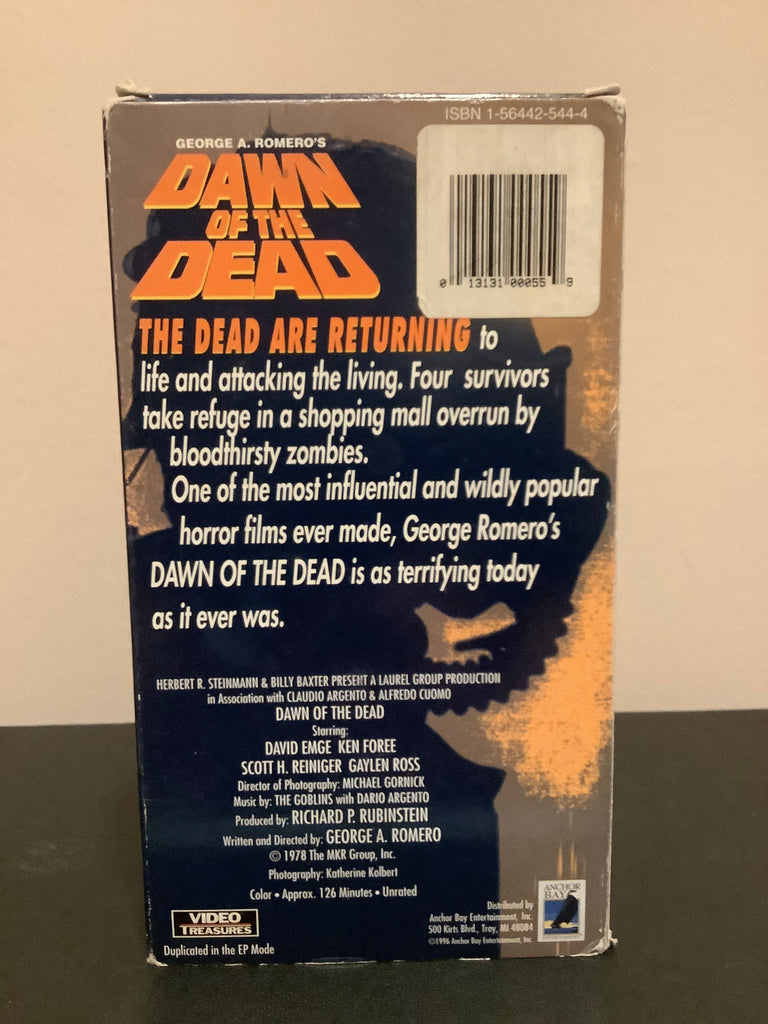 ISBN 1-56442-544-4
GEORGE A. ROMERO'S
DAWN
OF THE
DEAD
0 13131 00055 9
THE DEAD ARE RETURNING to
life and attacking the living. Four survivors
take refuge in a shopping mall overrun by
bloodthirsty zombies.
One of the most influential and wildly popular
horror films ever made, George Romero's
DAWN OF THE DEAD is as terrifying today
as it ever was.
HERBERT R. STEINMANN & BILLY BAXTER PRESENT A LAUREL GROUP PRODUCTION
in Association with CLAUDIO ARGENTO & ALFREDO CUOMO
DAWN OF THE DEAD
Starring:
DAVID EMGE KEN FOREE
SCOTT H. REINIGER GAYLEN ROSS
Director of Photography: MICHAEL GORNICK
Music by: THE GOBLINS with DARIO ARGENTO
Produced by: RICHARD P. RUBINSTEIN
Written and Directed by: GEORGE A. ROMERO
© 1978 The MKR Group, Inc.
Photography: Katherine Kolbert
Color • Approx. 126 Minutes • Unrated
VIDEO
TREASURES
Duplicated in the EP Mode
Distributed by
Anchor Bay Entertainment, Inc.
500 Kirts Blvd., Troy, MI 48084
©1996 Anchor Bay Entertainment, Inc.
ANCHOR
BAY
ENTERTAINMENT